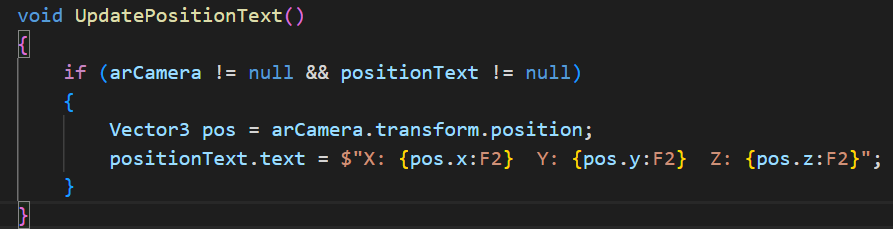 void UpdatePositionText()
{
    if (arCamera != null && positionText != null)
    {
        Vector3 pos = arCamera.transform.position;
        positionText.text = $"X: {pos.x:F2}  Y: {pos.y:F2}  Z: {pos.z:F2}";
    }
}